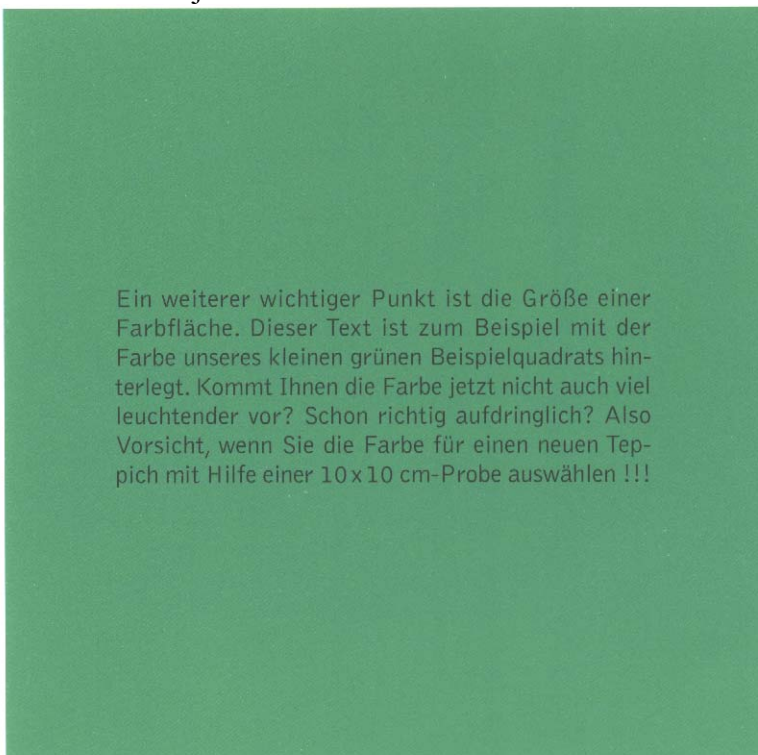 Ein weiterer wichtiger Punkt ist die Größe einer
Farbfläche. Dieser Text ist zum Beispiel mit der
Farbe unseres kleinen grünen Beispielquadrats hin-
terlegt. Kommt Ihnen die Farbe jetzt nicht auch viel
leuchtender vor? Schon richtig aufdringlich? Also
Vorsicht, wenn Sie die Farbe für einen neuen Tep-
pich mit Hilfe einer 10x10 cm-Probe auswählen !!!